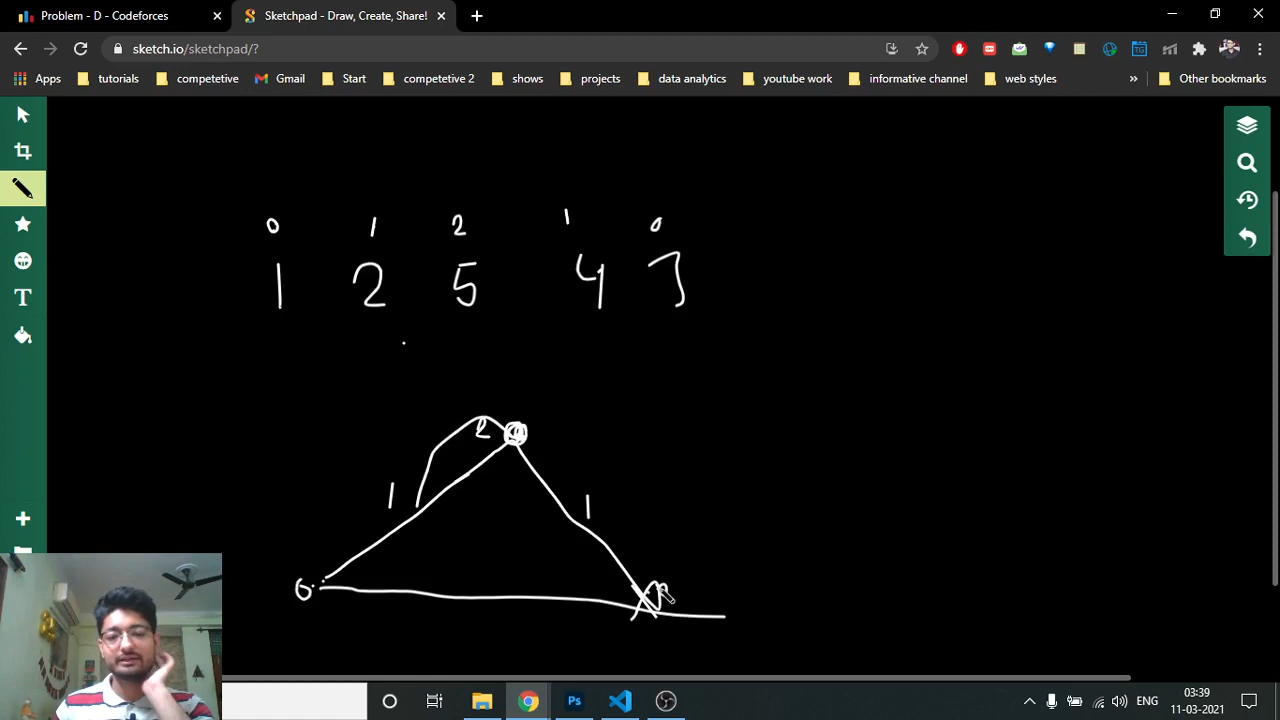 Problem - D - Codeforces
Sketchpad - Draw, Create, Share!
sketch.io/sketchpad/?
Apps tutorials competetive Gmail Start competetive 2 shows projects data analytics youtube work informative channel web styles » Other bookmarks
0 1 2 1 0
1 2 5 4 3
2
1 1
0
T
Ps
ENG
03:39
11-03-2021